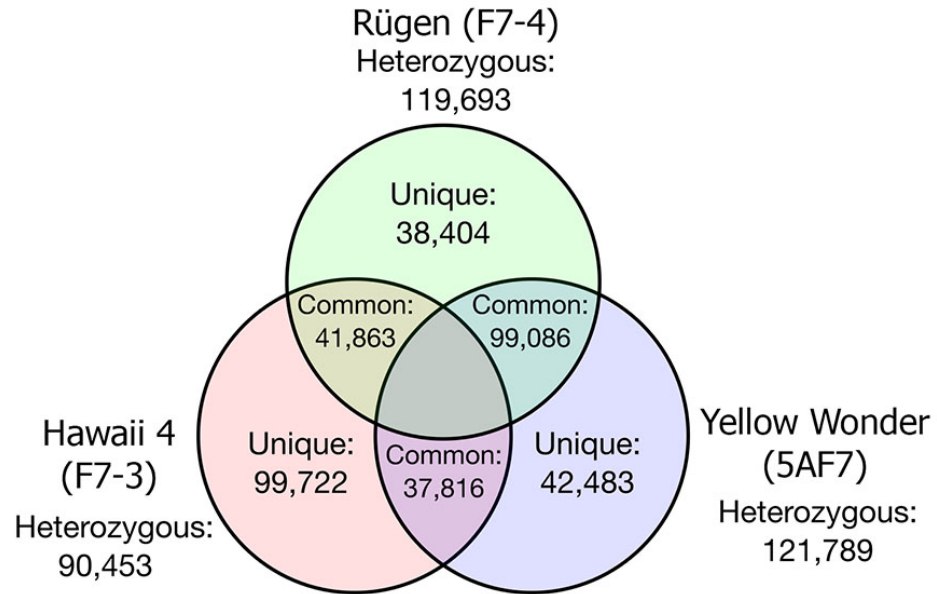 Rügen (F7-4)
Heterozygous:
119,693
Unique:
38,404
Common:
41,863
Common:
99,086
Hawaii 4
(F7-3)
Heterozygous:
90,453
Unique:
99,722
Common:
37,816
Unique:
42,483
Yellow Wonder
(5AF7)
Heterozygous:
121,789